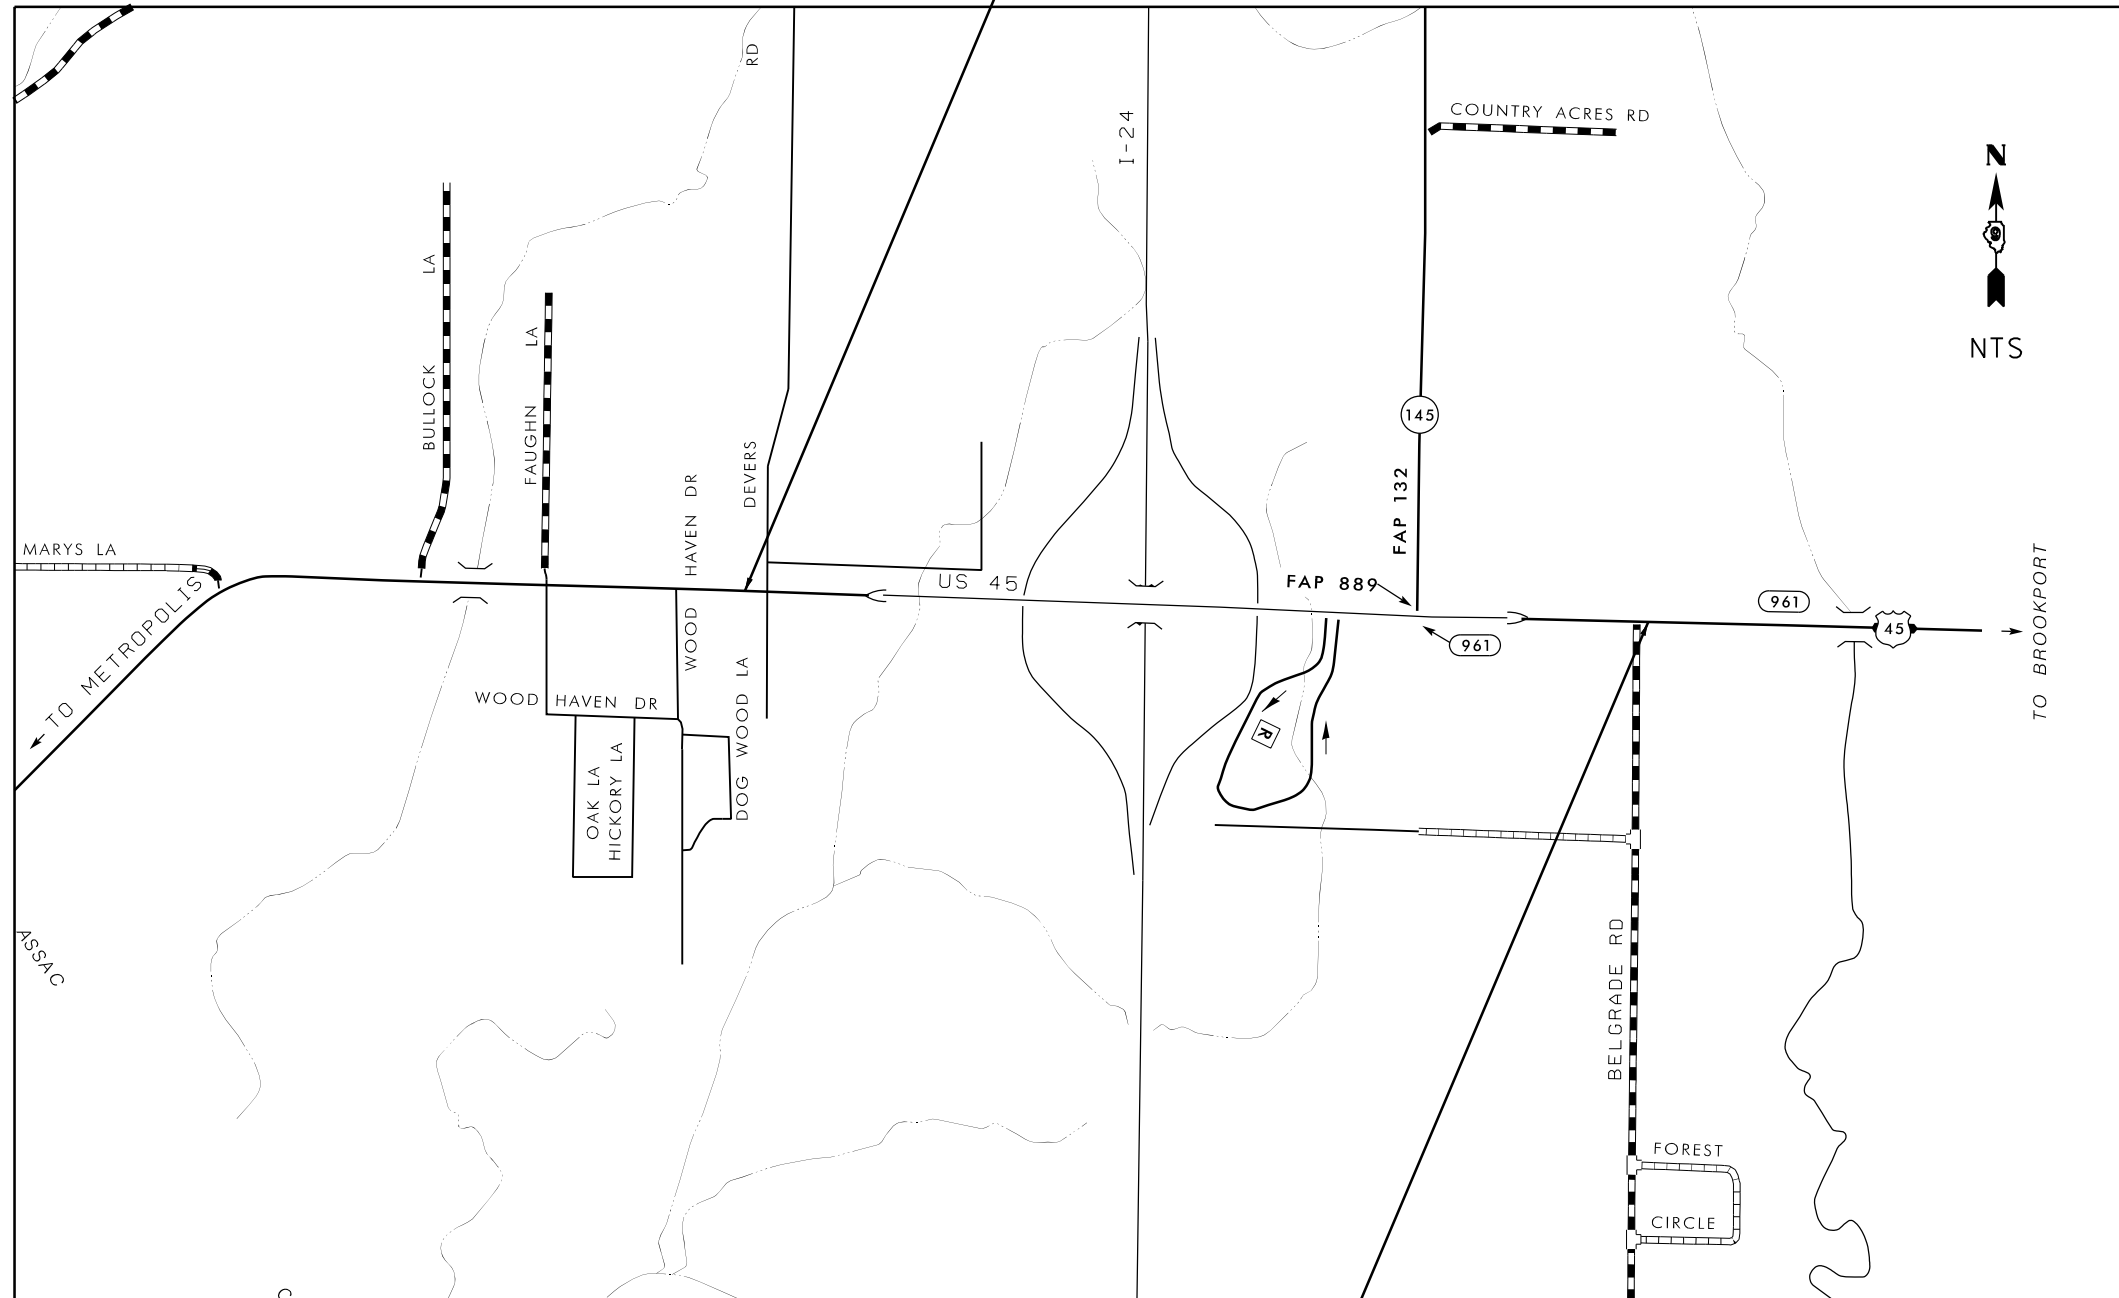 RD
I-24
COUNTRY ACRES RD
N
NTS
BULLOCK LA
FAUGHN LA
145
FAP 132
DEVERS
WOOD HAVEN DR
MARYS LA
TO METROPOLIS
US 45
FAP 889
961
961
45
TO BROOKPORT
WOOD HAVEN DR
DOG WOOD LA
OAK LA
HICKORY LA
R
ASSAC
BELGRADE RD
FOREST
CIRCLE